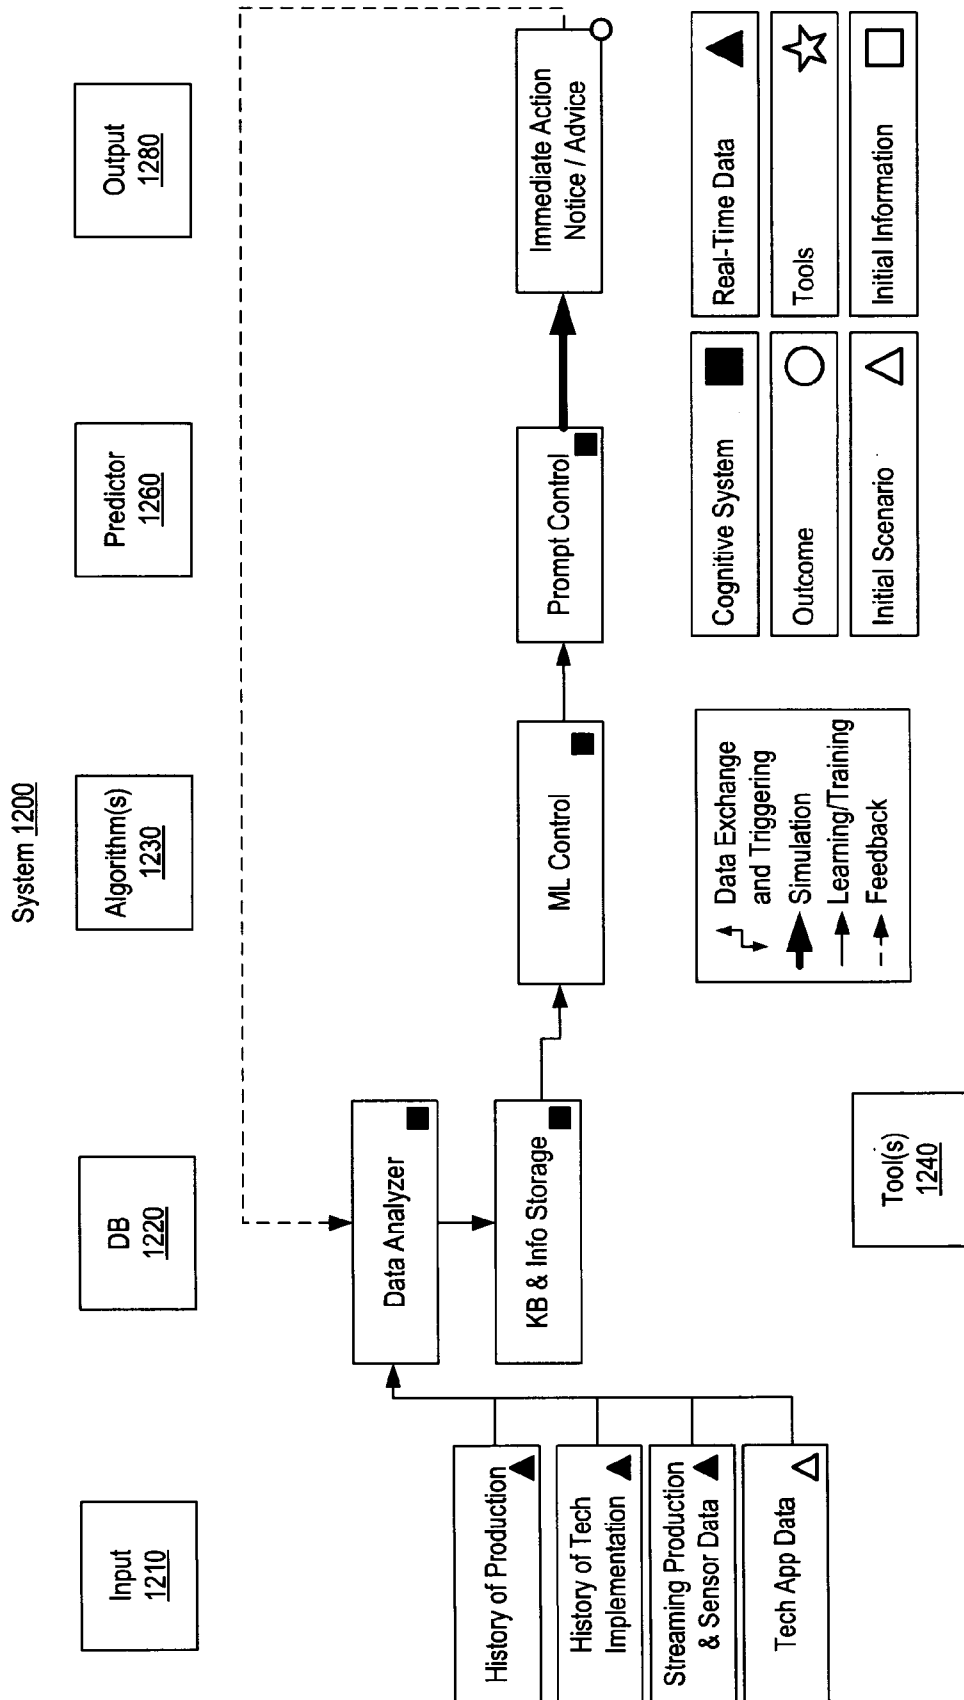 System 1200
Input
1210
DB
1220
Algorithm(s)
1230
Predictor
1260
Output
1280
History of Production
History of Tech
Implementation
Streaming Production
& Sensor Data
Tech App Data
Data Analyzer
KB & Info Storage
ML Control
Prompt Control
Immediate Action
Notice / Advice
Tool(s)
1240
Data Exchange
and Triggering
Simulation
Learning/Training
Feedback
Cognitive System
Real-Time Data
Outcome
Tools
Initial Scenario
Initial Information